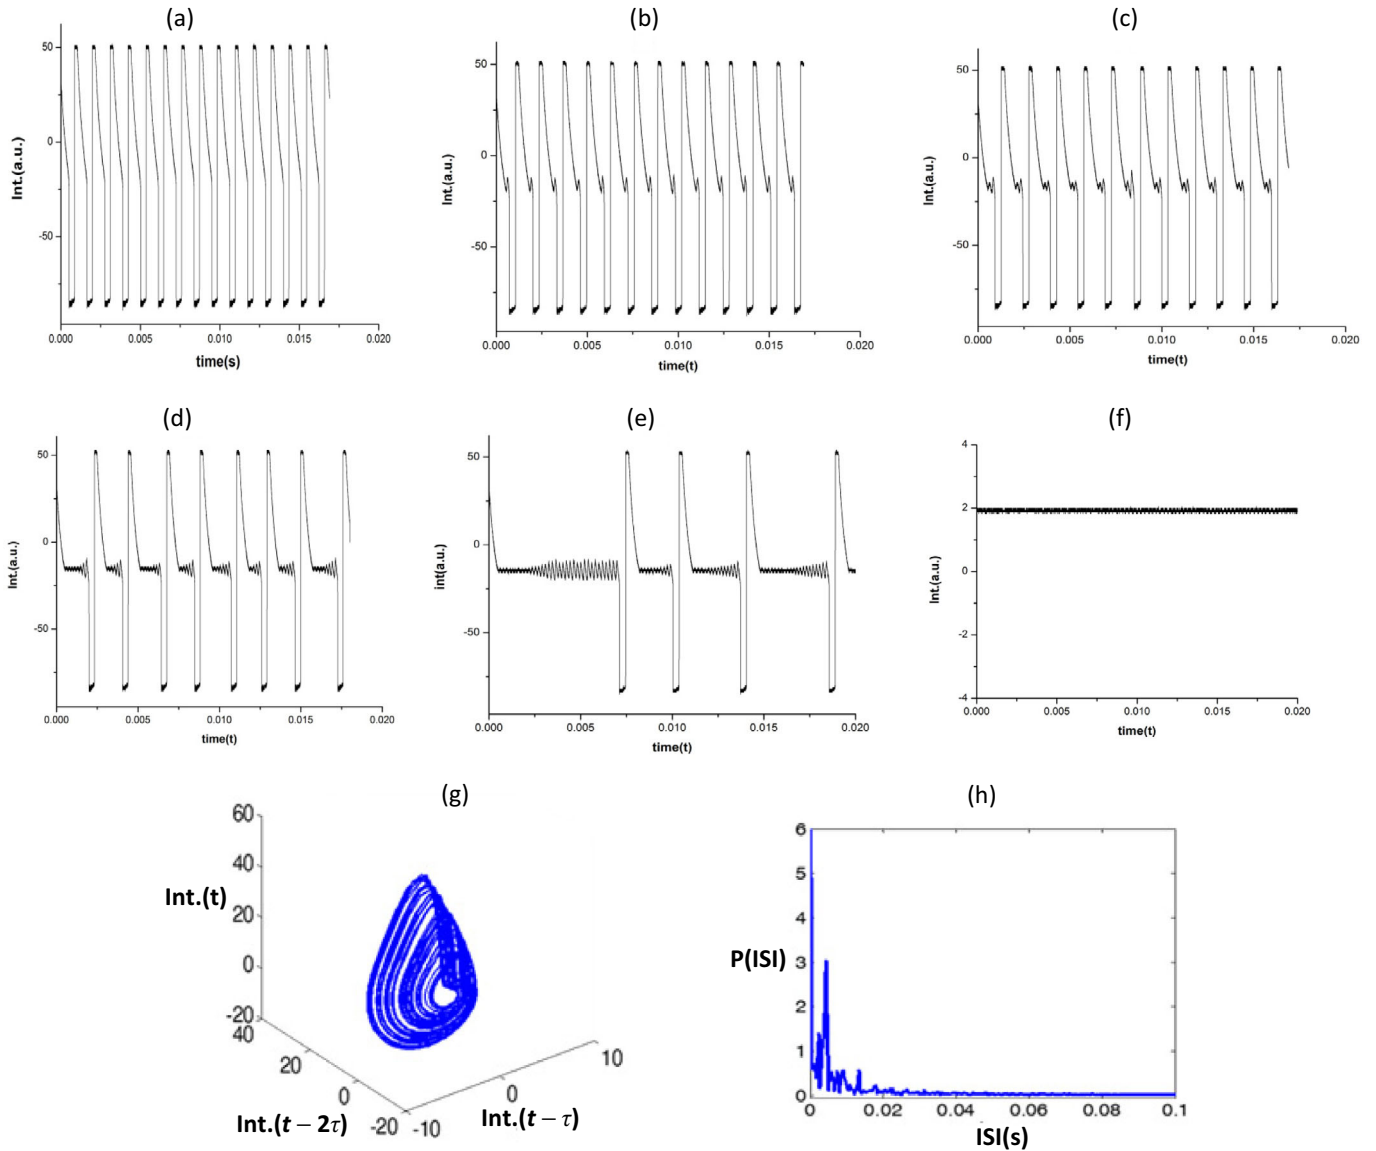 (a)
50
0
-50
Int.(a.u.)
0.000 0.005 0.010 0.015 0.020
time(s)
(b)
50
0
-50
Int.(a.u.)
0.000 0.005 0.010 0.015 0.020
time(t)
(c)
50
0
-50
Int.(a.u.)
0.000 0.005 0.010 0.015 0.020
time(t)
(d)
50
0
-50
Int.(a.u.)
0.000 0.005 0.010 0.015 0.020
time(t)
(e)
50
0
-50
int(a.u.)
0.000 0.005 0.010 0.015 0.020
time(t)
(f)
4
2
0
-2
-4
Int.(a.u.)
0.000 0.005 0.010 0.015 0.020
time(t)
(g)
60
40
20
0
-20
Int.(t)
40
20
0
-20
Int.(t − 2τ)
-10
0
10
Int.(t − τ)
(h)
6
5
4
3
2
1
0
P(ISI)
0 0.02 0.04 0.06 0.08 0.1
ISI(s)